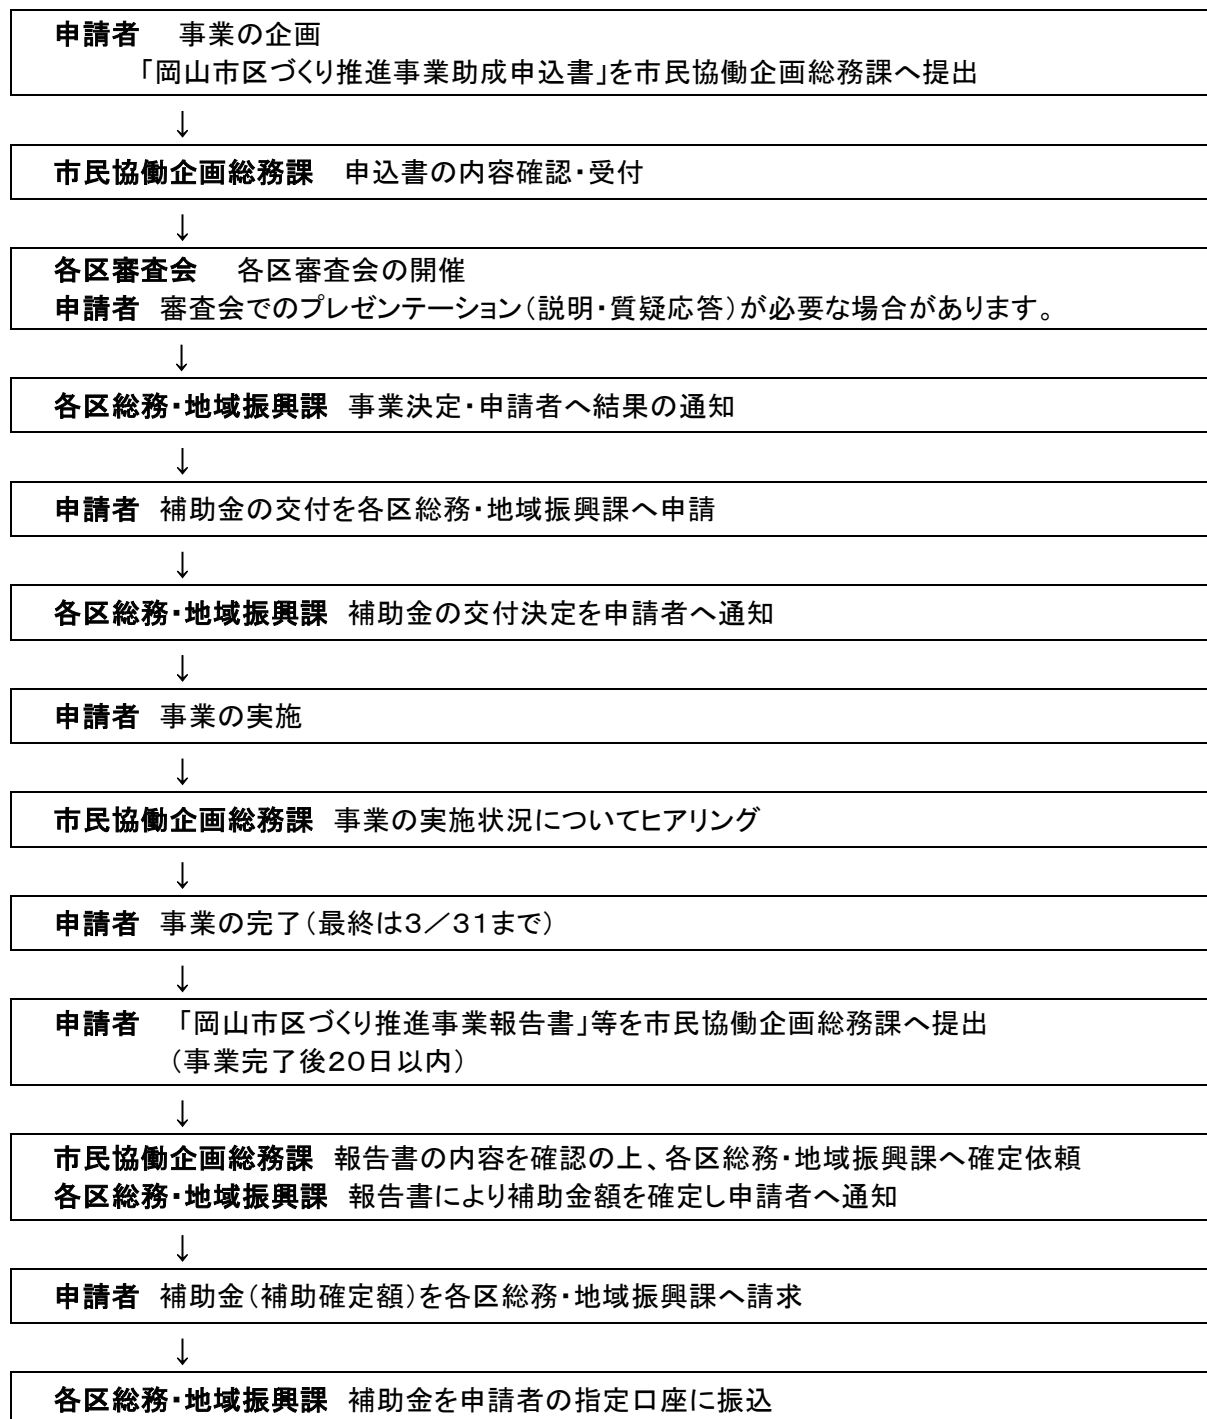 申請者　事業の企画
「岡山市区づくり推進事業助成申込書」を市民協働企画総務課へ提出
↓
市民協働企画総務課　申込書の内容確認・受付
↓
各区審査会　各区審査会の開催
申請者　審査会でのプレゼンテーション（説明・質疑応答）が必要な場合があります。
↓
各区総務・地域振興課　事業決定・申請者へ結果の通知
↓
申請者　補助金の交付を各区総務・地域振興課へ申請
↓
各区総務・地域振興課　補助金の交付決定を申請者へ通知
↓
申請者　事業の実施
↓
市民協働企画総務課　事業の実施状況についてヒアリング
↓
申請者　事業の完了（最終は３／３１まで）
↓
申請者　「岡山市区づくり推進事業報告書」等を市民協働企画総務課へ提出
（事業完了後２０日以内）
↓
市民協働企画総務課　報告書の内容を確認の上、各区総務・地域振興課へ確定依頼
各区総務・地域振興課　報告書により補助金額を確定し申請者へ通知
↓
申請者　補助金（補助確定額）を各区総務・地域振興課へ請求
↓
各区総務・地域振興課　補助金を申請者の指定口座に振込